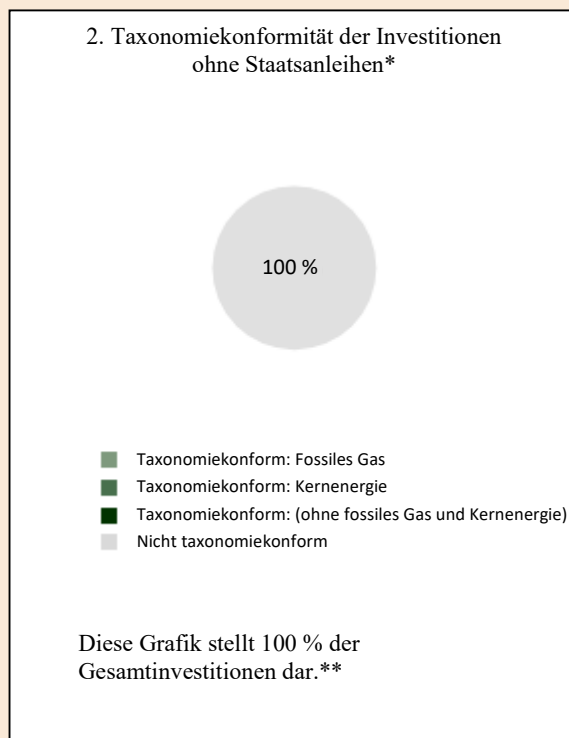 2. Taxonomiekonformität der Investitionen
ohne Staatsanleihen*
100 %
Taxonomiekonform: Fossiles Gas
Taxonomiekonform: Kernenergie
Taxonomiekonform: (ohne fossiles Gas und Kernenergie)
Nicht taxonomiekonform
Diese Grafik stellt 100 % der
Gesamtinvestitionen dar.**